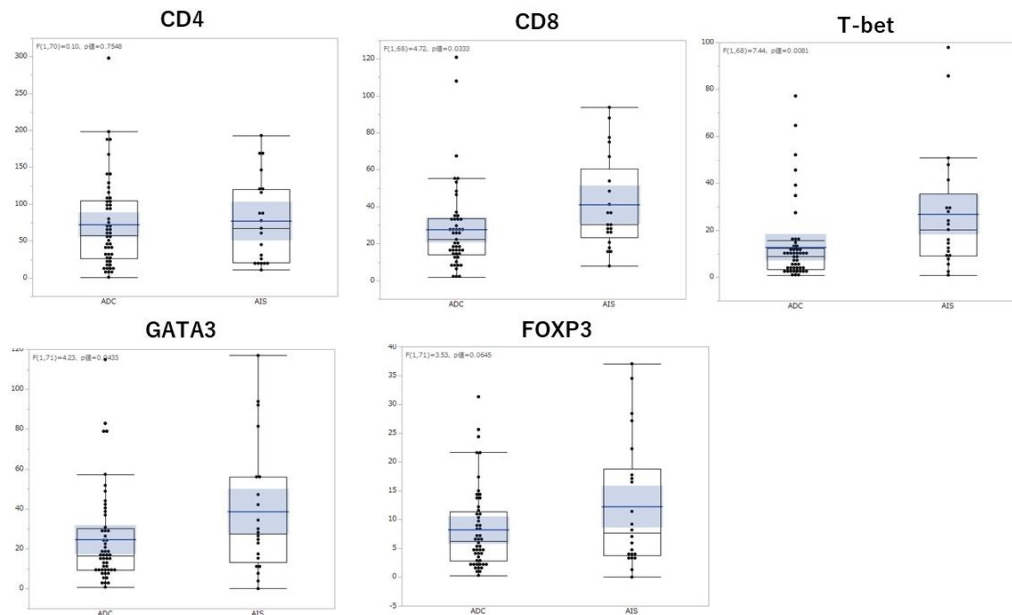 CD4
F(1,70)=0.10, p値=0.7548
300
250
200
150
100
50
0
ADC
AIS
CD8
F(1,68)=4.72, p値=0.0333
120
100
80
60
40
20
0
ADC
AIS
T-bet
F(1,68)=7.44, p値=0.0081
100
80
60
40
20
0
ADC
AIS
GATA3
F(1,71)=4.23, p値=0.0433
120
100
80
60
40
20
0
ADC
AIS
FOXP3
F(1,71)=3.53, p値=0.0645
40
35
30
25
20
15
10
5
0
-5
ADC
AIS